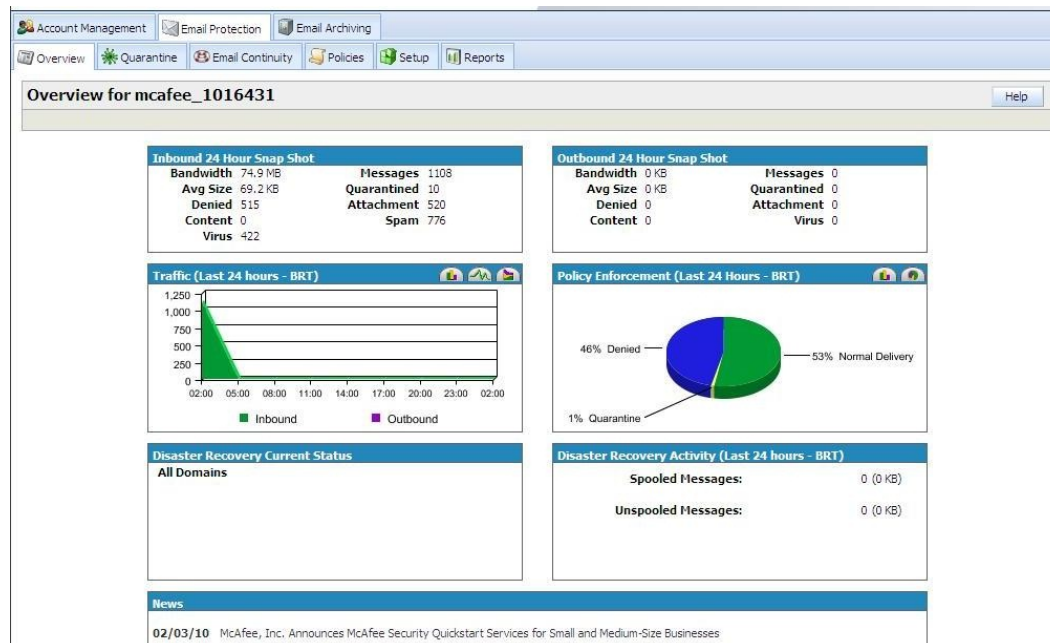 Account Management Email Protection Email Archiving
Overview Quarantine Email Continuity Policies Setup Reports
Overview for mcafee_1016431 Help
Inbound 24 Hour Snap Shot
Bandwidth 74.9 MB Messages 1108
Avg Size 69.2 KB Quarantined 10
Denied 515 Attachment 520
Content 0 Spam 776
Virus 422
Outbound 24 Hour Snap Shot
Bandwidth 0 KB Messages 0
Avg Size 0 KB Quarantined 0
Denied 0 Attachment 0
Content 0 Virus 0
Traffic (Last 24 hours - BRT)
1,250
1,000
750
500
250
0
02:00 05:00 08:00 11:00 14:00 17:00 20:00 23:00 02:00
Inbound Outbound
Policy Enforcement (Last 24 Hours - BRT)
46% Denied
53% Normal Delivery
1% Quarantine
Disaster Recovery Current Status
All Domains
Disaster Recovery Activity (Last 24 hours - BRT)
Spooled Messages: 0 (0 KB)
Unspooled Messages: 0 (0 KB)
News
02/03/10 McAfee, Inc. Announces McAfee Security Quickstart Services for Small and Medium-Size Businesses